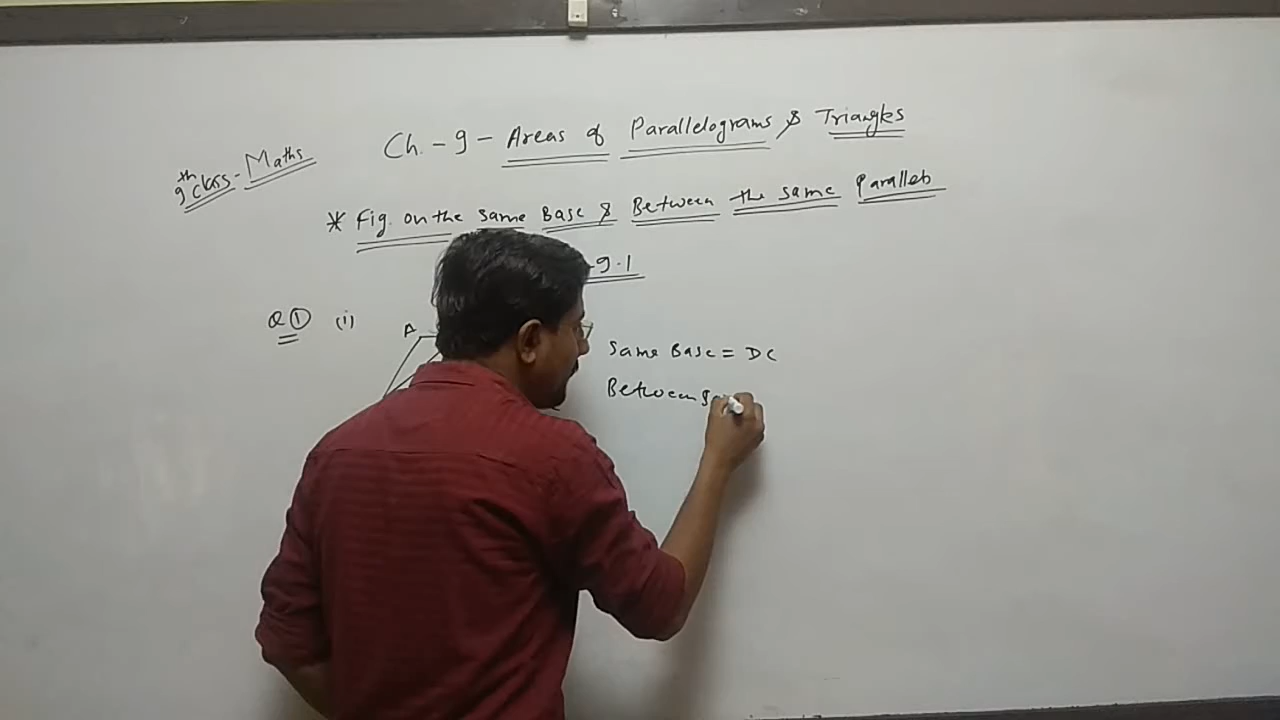 Ch. - 9 - Areas of Parallelograms & Triangles
9th class - Maths
* Fig. on the same Base & Between the same Parallels
- 9.1
Q ① (i)
A
Same Base = DC
Between